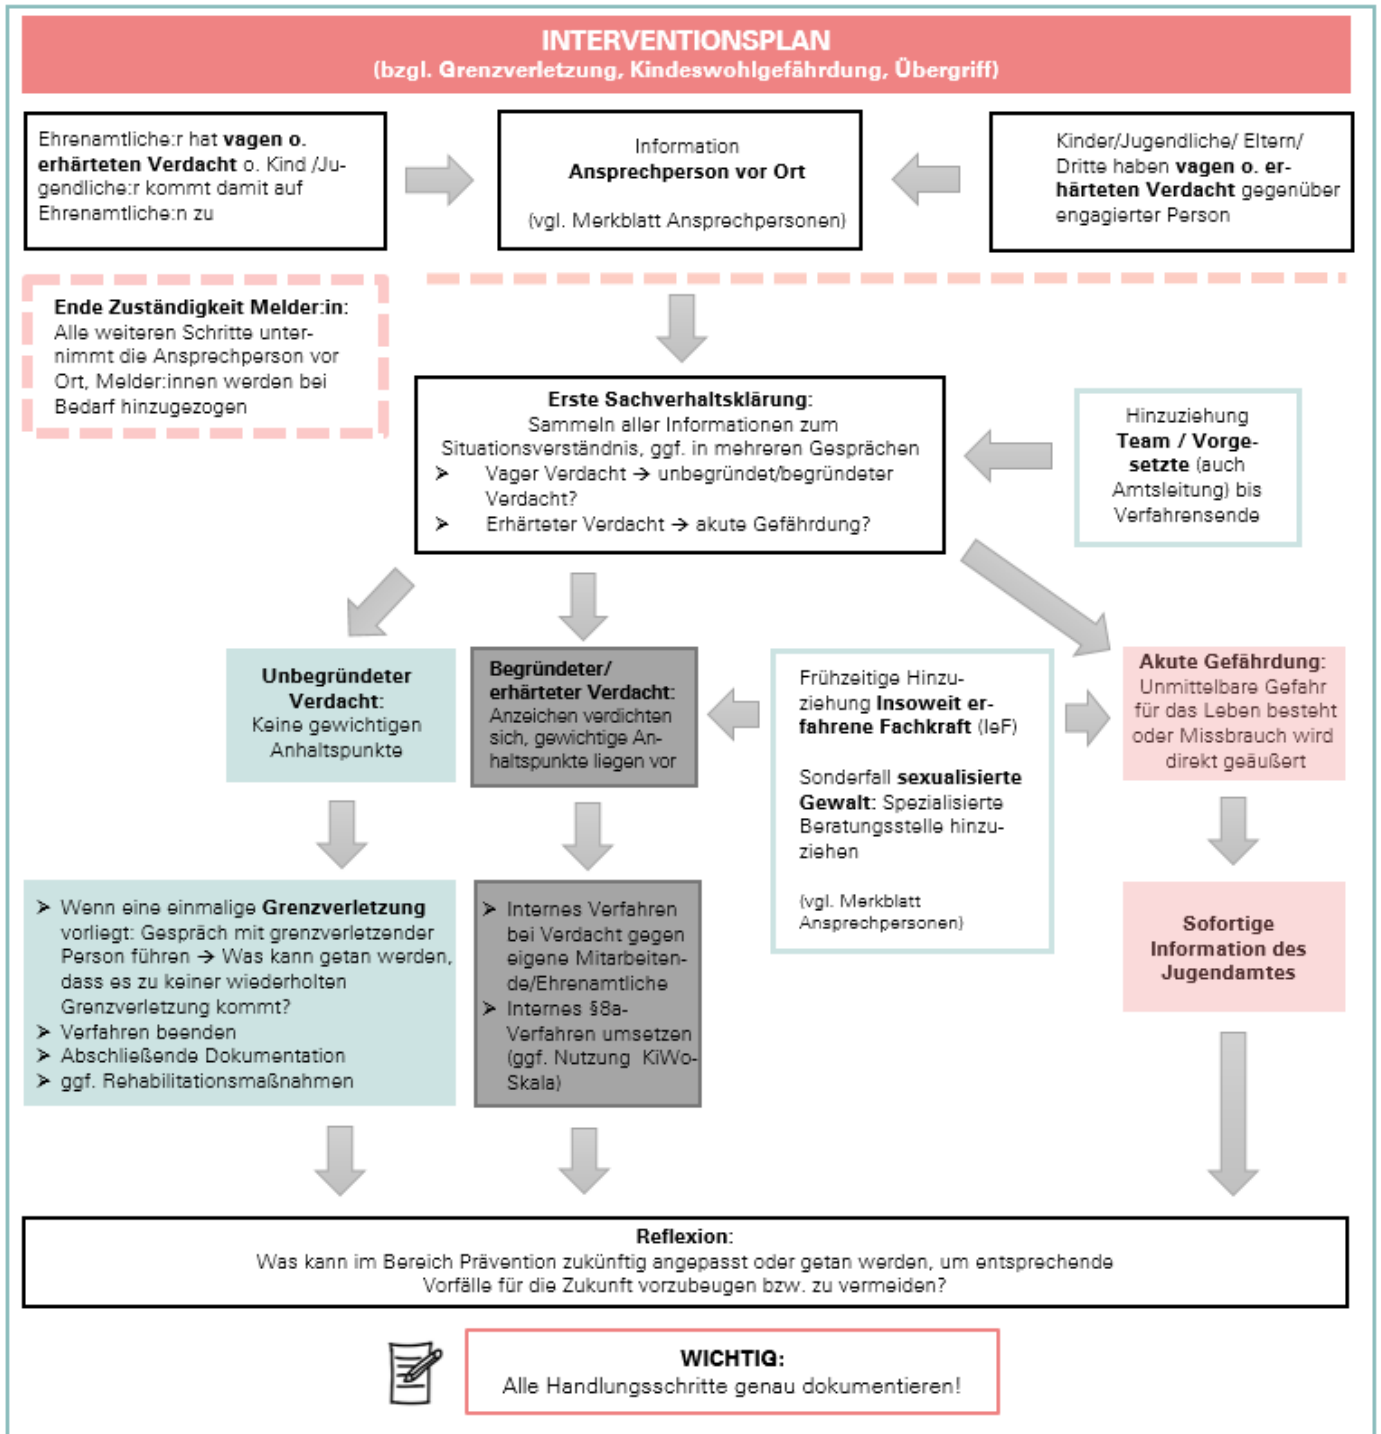 INTERVENTIONSPLAN
(bzgl. Grenzverletzung, Kindeswohlgefährdung, Übergriff)
Ehrenamtliche:r hat vagen o.
erhärteten Verdacht o. Kind /Ju-
gendliche:r kommt damit auf
Ehrenamtliche:n zu
Information
Ansprechperson vor Ort
(vgl. Merkblatt Ansprechpersonen)
Kinder/Jugendliche/ Eltern/
Dritte haben vagen o. er-
härteten Verdacht gegenüber
engagierter Person
Ende Zuständigkeit Melder:in:
Alle weiteren Schritte unter-
nimmt die Ansprechperson vor
Ort, Melder:innen werden bei
Bedarf hinzugezogen
Erste Sachverhaltsklärung:
Sammeln aller Informationen zum
Situationsverständnis, ggf. in mehreren Gesprächen
➤ Vager Verdacht → unbegründet/begründeter
Verdacht?
➤ Erhärteter Verdacht → akute Gefährdung?
Hinzuziehung
Team / Vorge-
setzte (auch
Amtsleitung) bis
Verfahrensende
Unbegründeter
Verdacht:
Keine gewichtigen
Anhaltspunkte
Begründeter/
erhärteter Verdacht:
Anzeichen verdichten
sich, gewichtige An-
haltspunkte liegen vor
Frühzeitige Hinzu-
ziehung Insoweit er-
fahrene Fachkraft (IeF)
Sonderfall sexualisierte
Gewalt: Spezialisierte
Beratungsstelle hinzu-
ziehen
(vgl. Merkblatt
Ansprechpersonen)
Akute Gefährdung:
Unmittelbare Gefahr
für das Leben besteht
oder Missbrauch wird
direkt geäußert
➤ Wenn eine einmalige Grenzverletzung
vorliegt: Gespräch mit grenzverletzender
Person führen → Was kann getan werden,
dass es zu keiner wiederholten
Grenzverletzung kommt?
➤ Verfahren beenden
➤ Abschließende Dokumentation
➤ ggf. Rehabilitationsmaßnahmen
➤ Internes Verfahren
bei Verdacht gegen
eigene Mitarbeiten-
de/Ehrenamtliche
➤ Internes §8a-
Verfahren umsetzen
(ggf. Nutzung KiWo-
Skala)
Sofortige
Information des
Jugendamtes
Reflexion:
Was kann im Bereich Prävention zukünftig angepasst oder getan werden, um entsprechende
Vorfälle für die Zukunft vorzubeugen bzw. zu vermeiden?
WICHTIG:
Alle Handlungsschritte genau dokumentieren!